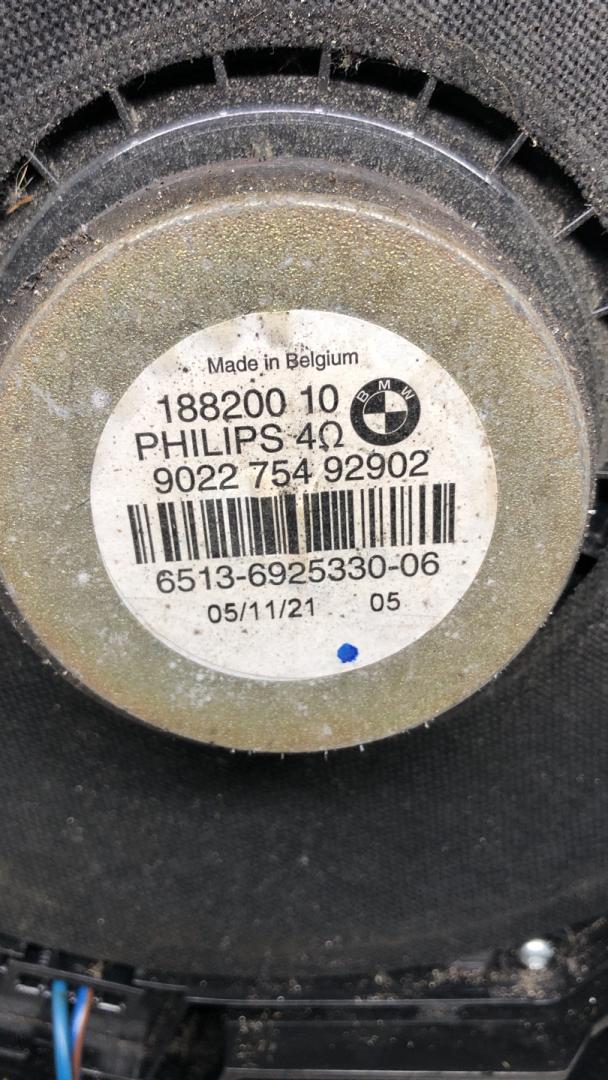 Made in Belgium
188200 10
BMW
PHILIPS 4Ω
9022 754 92902
6513-6925330-06
05/11/21 05